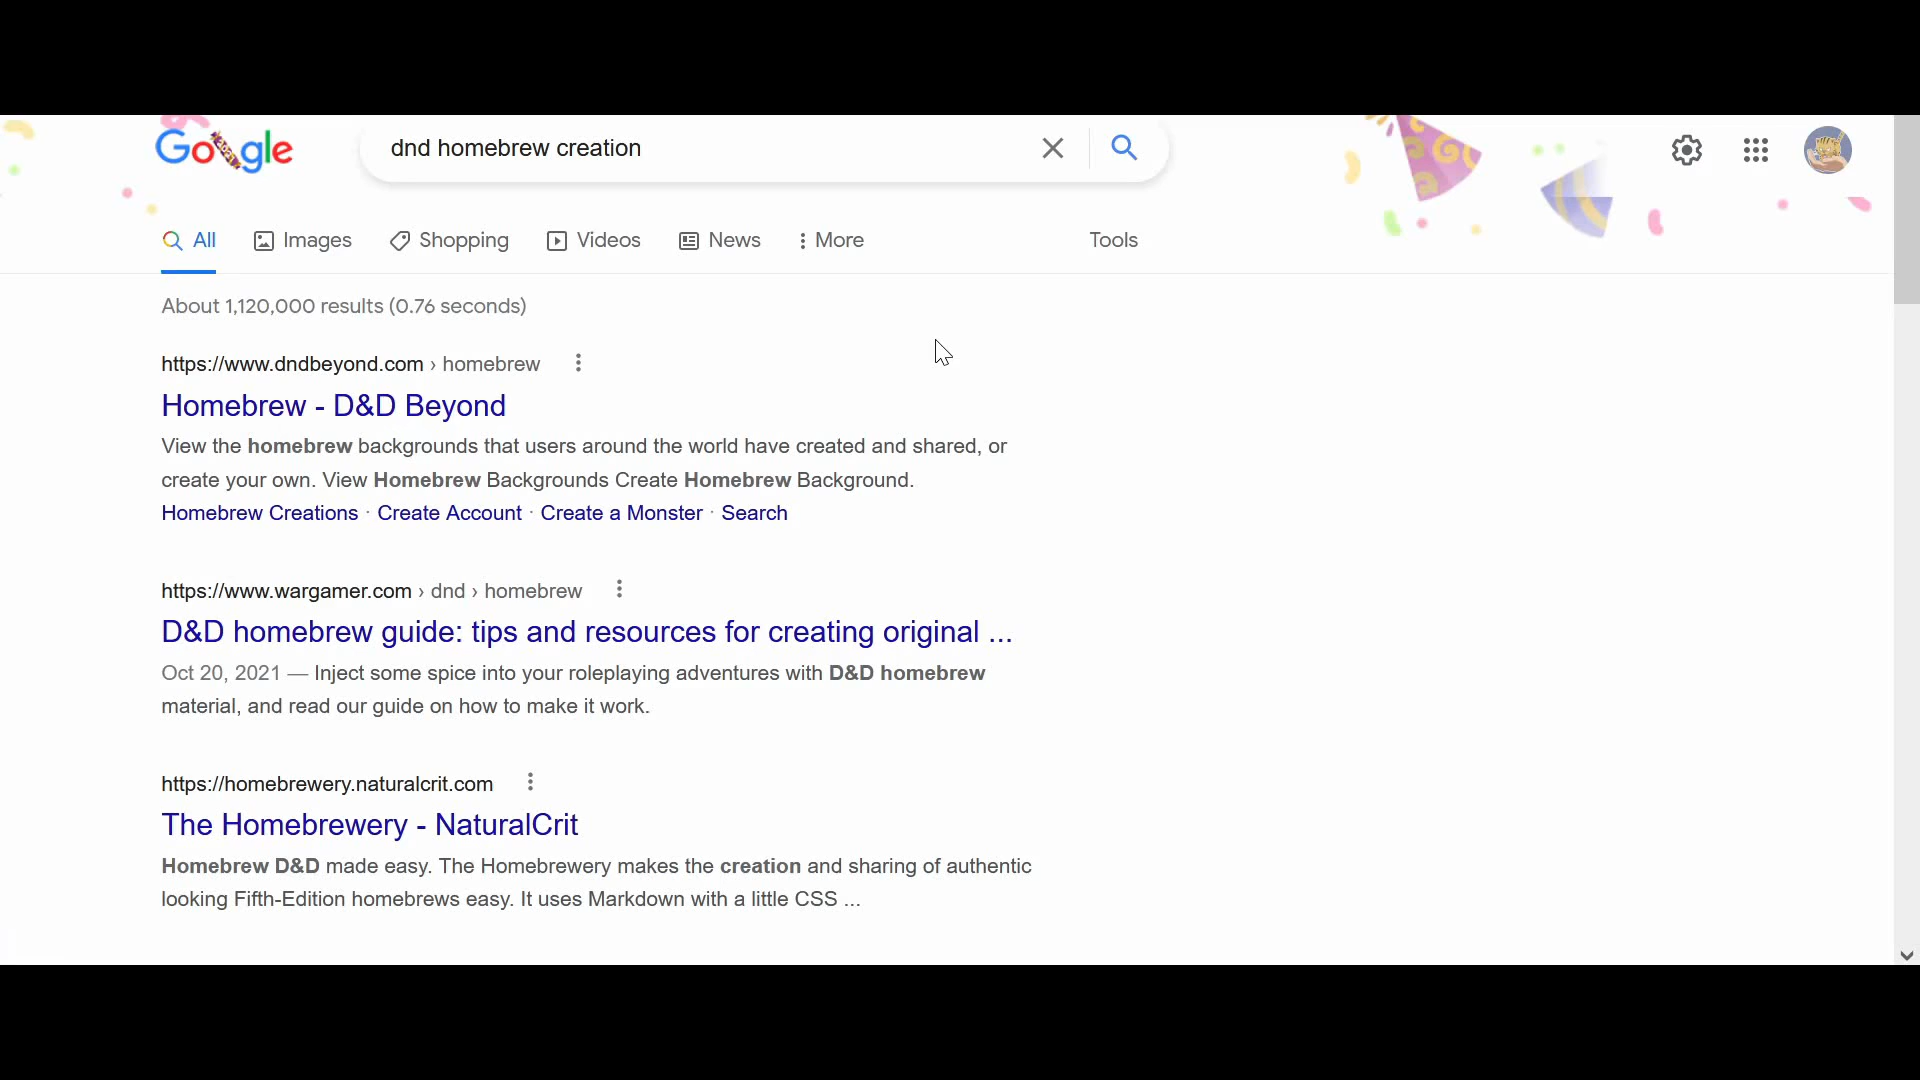 Google
dnd homebrew creation
All Images Shopping Videos News More Tools
About 1,120,000 results (0.76 seconds)
https://www.dndbeyond.com › homebrew
Homebrew - D&D Beyond
View the homebrew backgrounds that users around the world have created and shared, or
create your own. View Homebrew Backgrounds Create Homebrew Background.
Homebrew Creations · Create Account · Create a Monster · Search
https://www.wargamer.com › dnd › homebrew
D&D homebrew guide: tips and resources for creating original ...
Oct 20, 2021 — Inject some spice into your roleplaying adventures with D&D homebrew
material, and read our guide on how to make it work.
https://homebrewery.naturalcrit.com
The Homebrewery - NaturalCrit
Homebrew D&D made easy. The Homebrewery makes the creation and sharing of authentic
looking Fifth-Edition homebrews easy. It uses Markdown with a little CSS ...